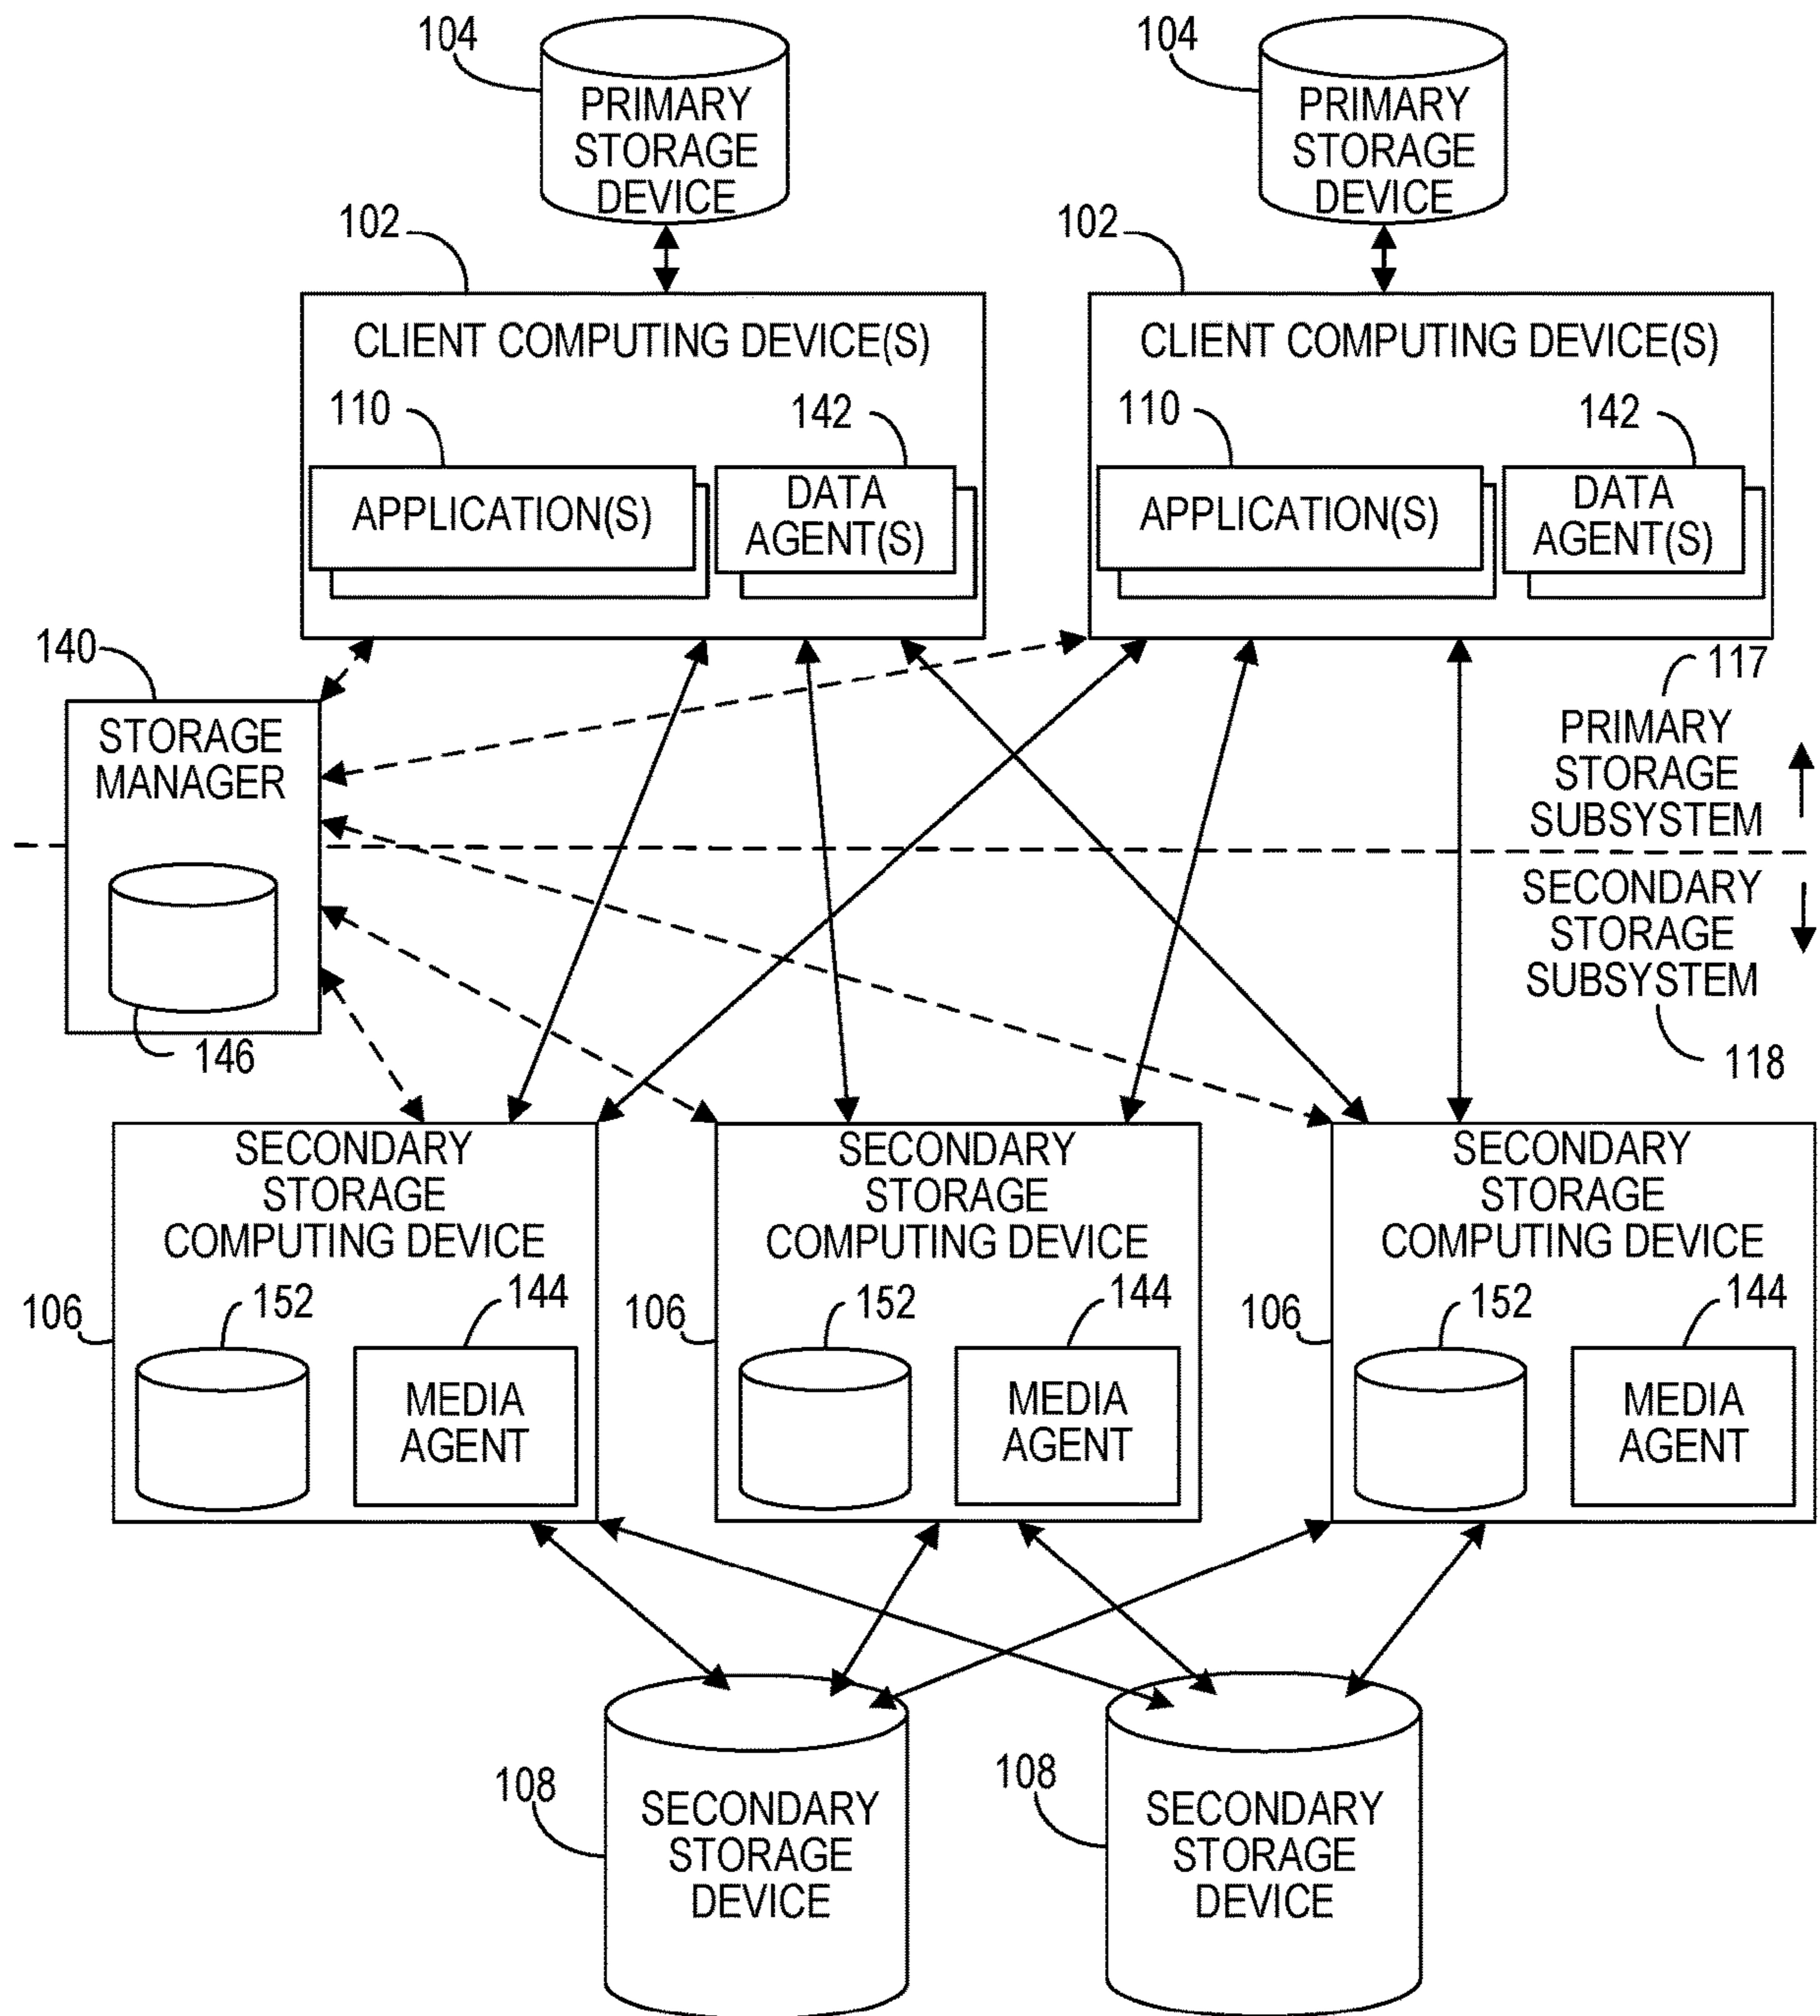 104
PRIMARY
STORAGE
DEVICE
104
PRIMARY
STORAGE
DEVICE
102
CLIENT COMPUTING DEVICE(S)
110
142
APPLICATION(S)
DATA
AGENT(S)
102
CLIENT COMPUTING DEVICE(S)
110
142
APPLICATION(S)
DATA
AGENT(S)
140
STORAGE
MANAGER
146
117
PRIMARY
STORAGE
SUBSYSTEM
SECONDARY
STORAGE
SUBSYSTEM
118
SECONDARY
STORAGE
COMPUTING DEVICE
106
152
144
MEDIA
AGENT
SECONDARY
STORAGE
COMPUTING DEVICE
106
152
144
MEDIA
AGENT
SECONDARY
STORAGE
COMPUTING DEVICE
106
152
144
MEDIA
AGENT
108
SECONDARY
STORAGE
DEVICE
108
SECONDARY
STORAGE
DEVICE